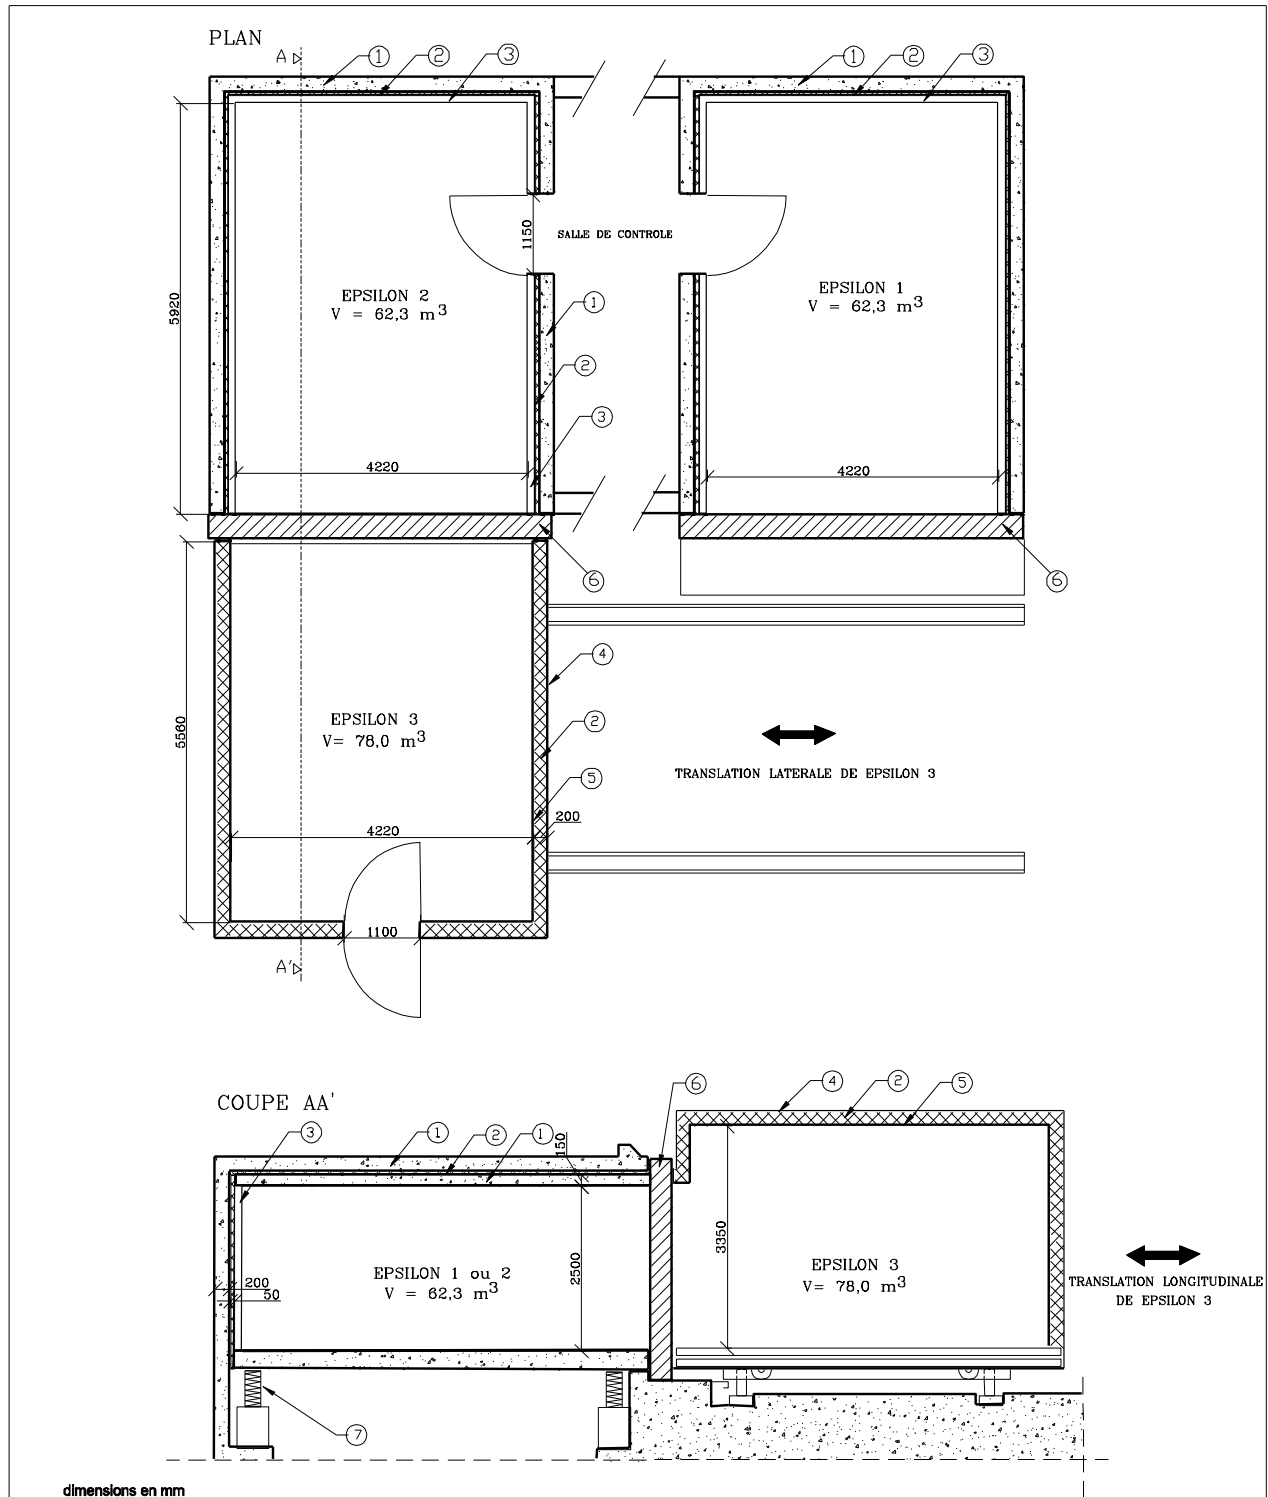 PLAN
A
1
2
3
1
2
3
5920
1150
SALLE DE CONTROLE
EPSILON 2
V = 62,3 m³
EPSILON 1
V = 62,3 m³
1
2
3
4220
4220
6
6
4
EPSILON 3
V= 78,0 m³
2
5560
TRANSLATION LATERALE DE EPSILON 3
5
200
4220
1100
A'
COUPE AA'
6
4
2
5
3
1
2
1
150
3350
2500
EPSILON 1 ou 2
V = 62,3 m³
EPSILON 3
V= 78,0 m³
200
50
TRANSLATION LONGITUDINALE
DE EPSILON 3
7
dimensions en mm